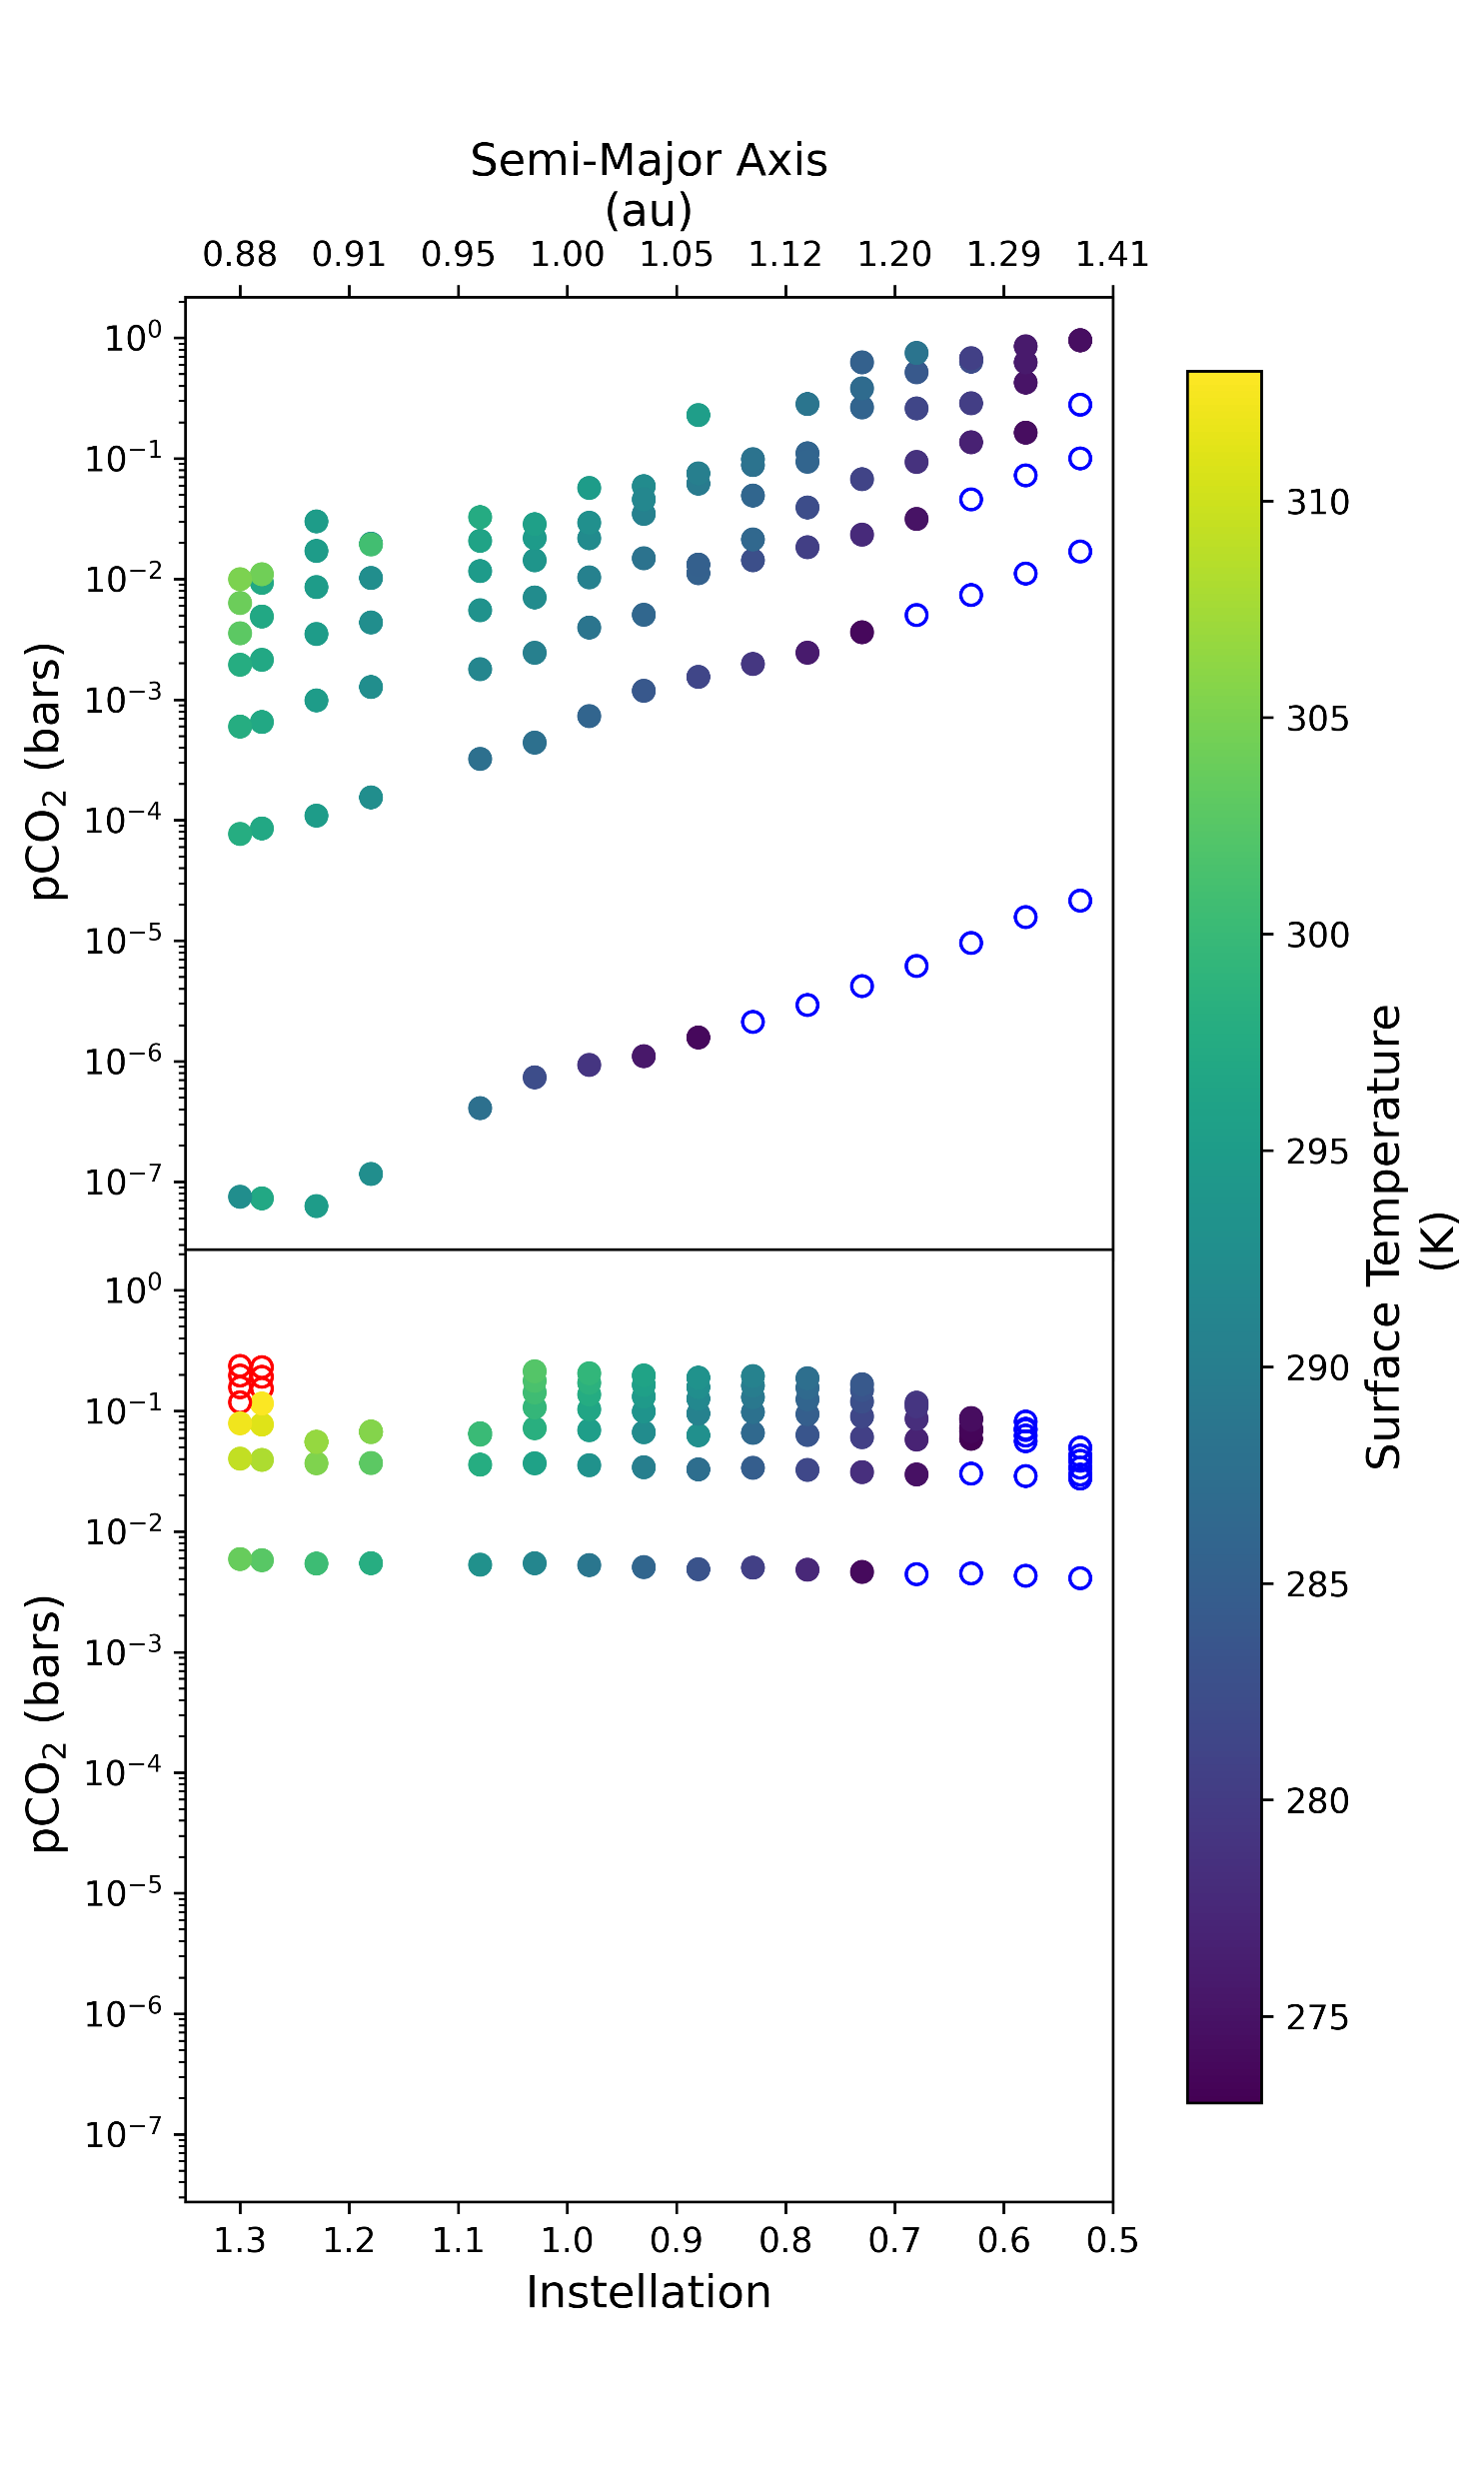 Semi-Major Axis
(au)
0.88 0.91 0.95 1.00 1.05 1.12 1.20 1.29 1.41
pCO₂ (bars)
10⁰
10⁻¹
10⁻²
10⁻³
10⁻⁴
10⁻⁵
10⁻⁶
10⁻⁷
pCO₂ (bars)
10⁰
10⁻¹
10⁻²
10⁻³
10⁻⁴
10⁻⁵
10⁻⁶
10⁻⁷
1.3 1.2 1.1 1.0 0.9 0.8 0.7 0.6 0.5
Instellation
310
305
300
295
290
285
280
275
Surface Temperature
(K)